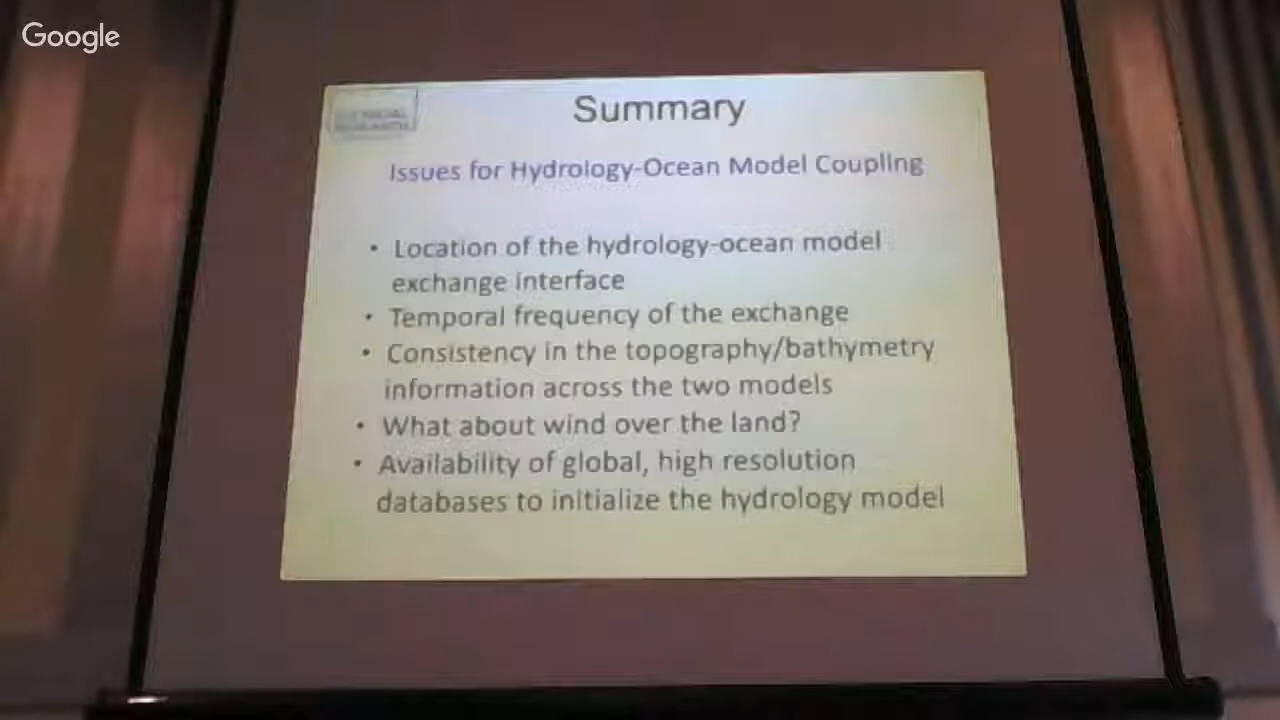 Google
Summary
Issues for Hydrology-Ocean Model Coupling
• Location of the hydrology-ocean model
exchange interface
• Temporal frequency of the exchange
• Consistency in the topography/bathymetry
information across the two models
• What about wind over the land?
• Availability of global, high resolution
databases to initialize the hydrology model